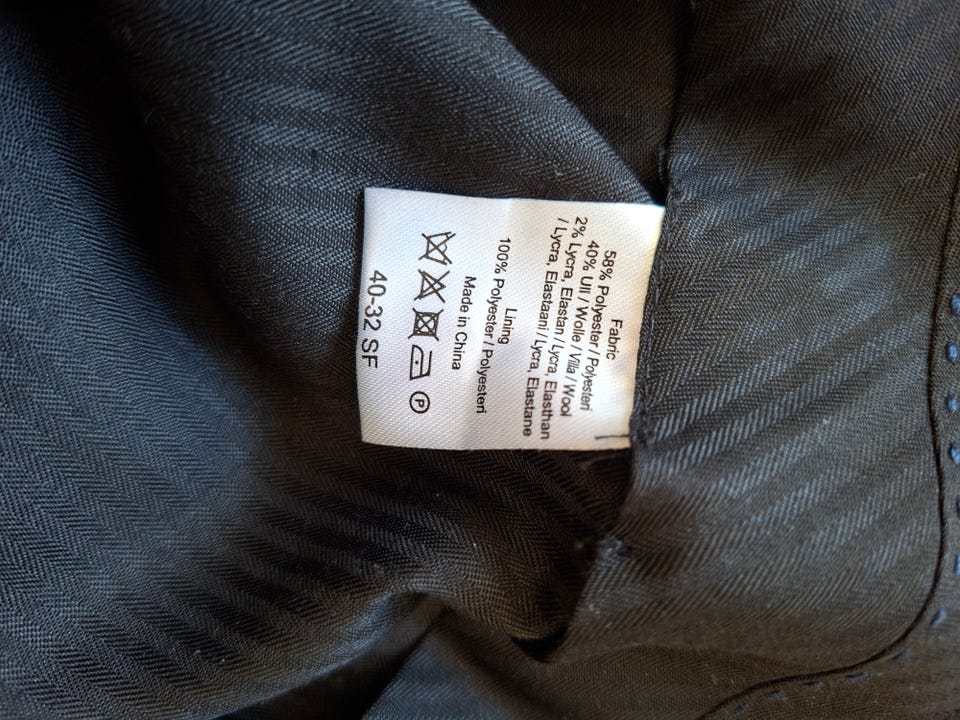 Fabric
58% Polyester / Polyesteri
40% Ull / Wolle / Villa / Wool
2% Lycra, Elastan / Lycra, Elasthan
/ Lycra, Elastaani / Lycra, Elastane
Lining
100% Polyester / Polyesteri
Made in China
P
40-32 SF